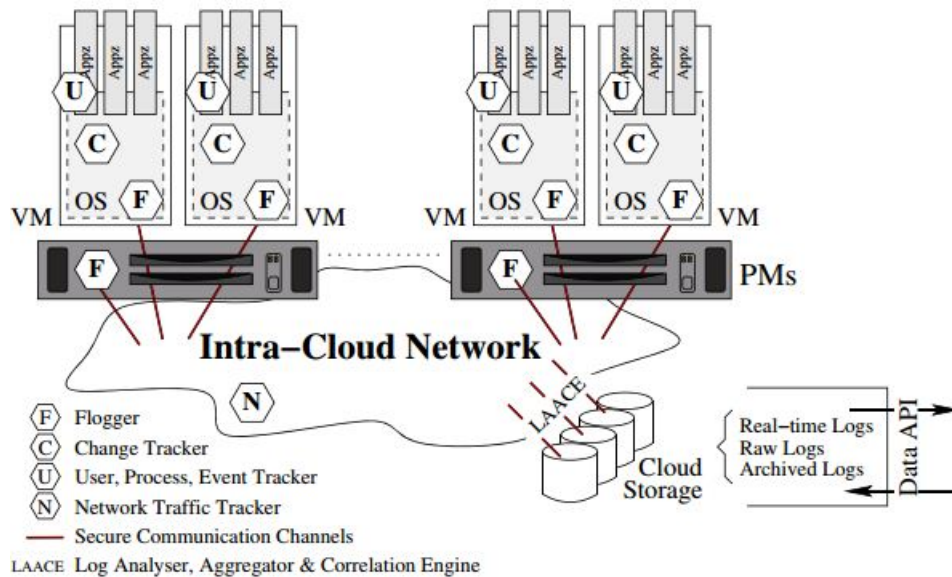 Appz Appz Appz Appz Appz Appz Appz Appz Appz Appz Appz Appz
U U U U
C C C C
OS F OS F OS F OS F
VM VM VM VM
F F PMs
Intra-Cloud Network
N
LAACE
Cloud
Storage
Real-time Logs
Raw Logs
Archived Logs
Data API
F Flogger
C Change Tracker
U User, Process, Event Tracker
N Network Traffic Tracker
Secure Communication Channels
LAACE Log Analyser, Aggregator & Correlation Engine